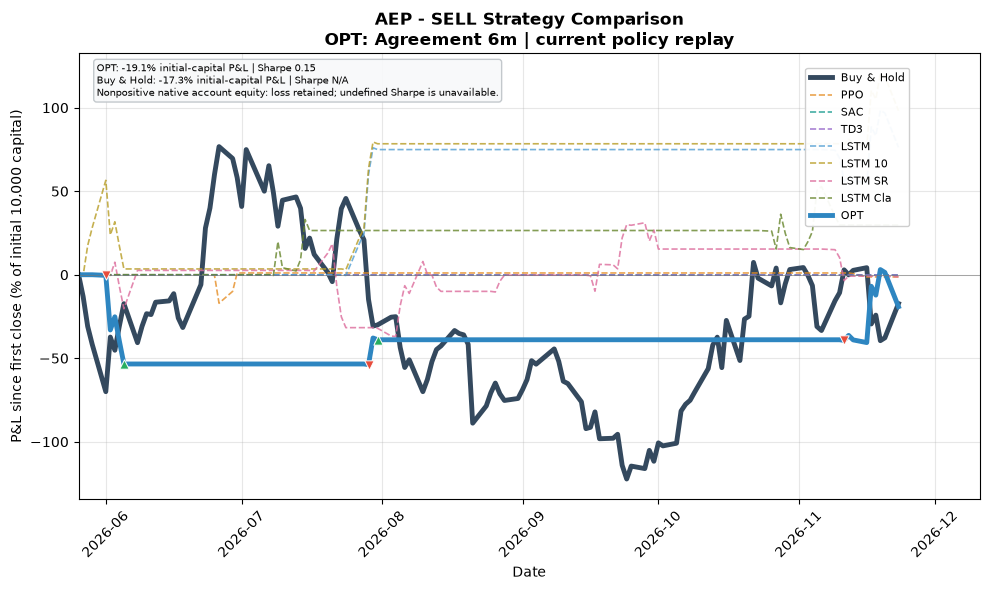 AEP - SELL Strategy Comparison
OPT: Agreement 6m | current policy replay
OPT: -19.1% initial-capital P&L | Sharpe 0.15
Buy & Hold: -17.3% initial-capital P&L | Sharpe N/A
Nonpositive native account equity: loss retained; undefined Sharpe is unavailable.
Buy & Hold
PPO
SAC
TD3
LSTM
LSTM 10
LSTM SR
LSTM Cla
OPT
P&L since first close (% of initial 10,000 capital)
100
50
0
−50
−100
2026-06
2026-07
2026-08
2026-09
2026-10
2026-11
2026-12
Date